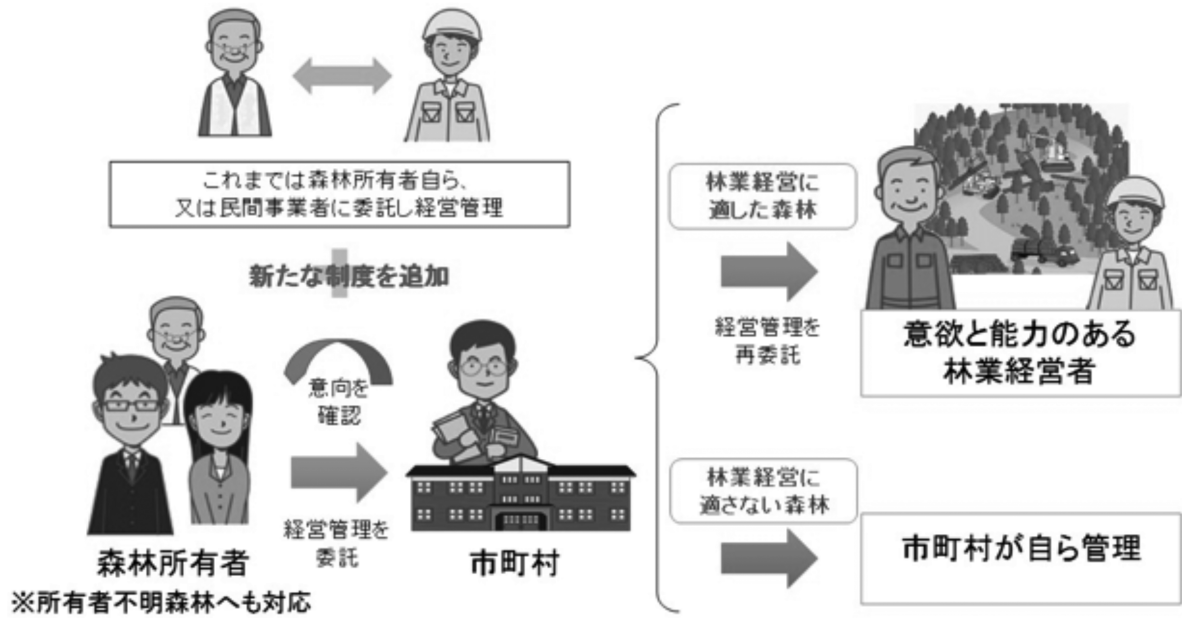 これまでは森林所有者自ら、
又は民間事業者に委託し経営管理
新たな制度を追加
意向を
確認
経営管理を
委託
森林所有者
※所有者不明森林へも対応
市町村
林業経営に
適した森林
経営管理を
再委託
意欲と能力のある
林業経営者
林業経営に
適さない森林
市町村が自ら管理